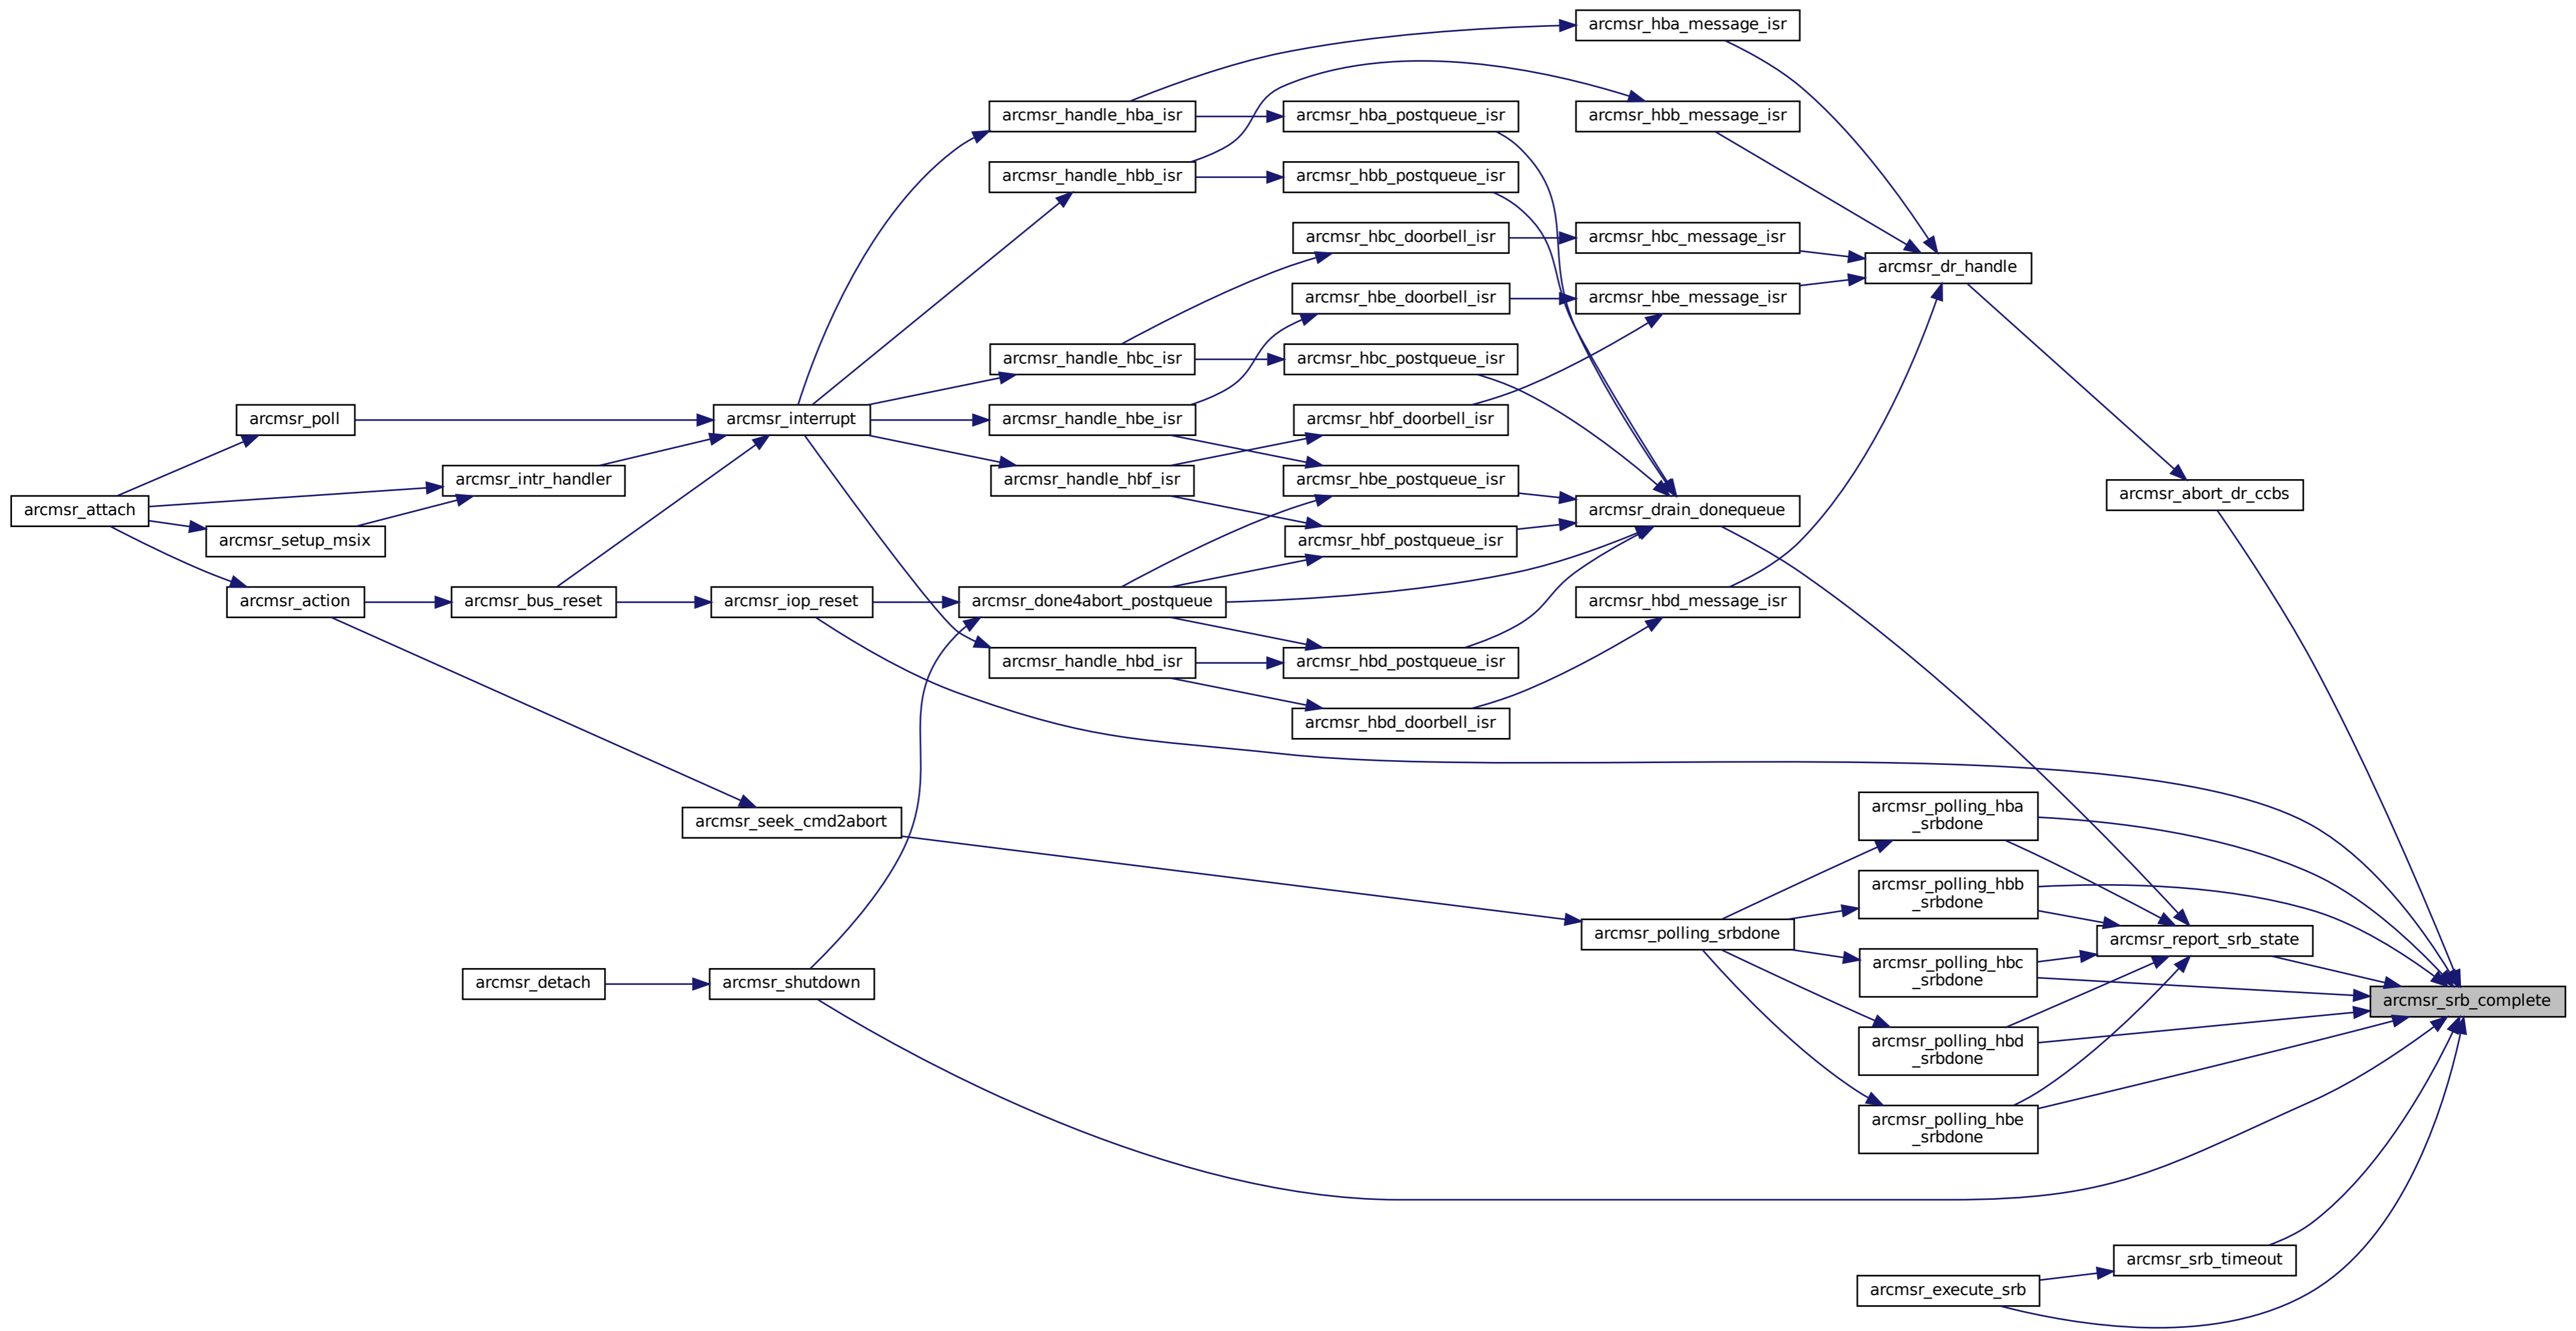 arcmsr_hba_message_isr
arcmsr_handle_hba_isr
arcmsr_hba_postqueue_isr
arcmsr_hbb_message_isr
arcmsr_handle_hbb_isr
arcmsr_hbb_postqueue_isr
arcmsr_hbc_doorbell_isr
arcmsr_hbc_message_isr
arcmsr_dr_handle
arcmsr_hbe_doorbell_isr
arcmsr_hbe_message_isr
arcmsr_handle_hbc_isr
arcmsr_hbc_postqueue_isr
arcmsr_poll
arcmsr_interrupt
arcmsr_handle_hbe_isr
arcmsr_hbf_doorbell_isr
arcmsr_intr_handler
arcmsr_handle_hbf_isr
arcmsr_hbe_postqueue_isr
arcmsr_abort_dr_ccbs
arcmsr_attach
arcmsr_drain_donequeue
arcmsr_setup_msix
arcmsr_hbf_postqueue_isr
arcmsr_action
arcmsr_bus_reset
arcmsr_iop_reset
arcmsr_done4abort_postqueue
arcmsr_hbd_message_isr
arcmsr_handle_hbd_isr
arcmsr_hbd_postqueue_isr
arcmsr_hbd_doorbell_isr
arcmsr_seek_cmd2abort
arcmsr_polling_hba
_srbdone
arcmsr_polling_hbb
_srbdone
arcmsr_polling_srbdone
arcmsr_report_srb_state
arcmsr_polling_hbc
_srbdone
arcmsr_detach
arcmsr_shutdown
arcmsr_srb_complete
arcmsr_polling_hbd
_srbdone
arcmsr_polling_hbe
_srbdone
arcmsr_srb_timeout
arcmsr_execute_srb